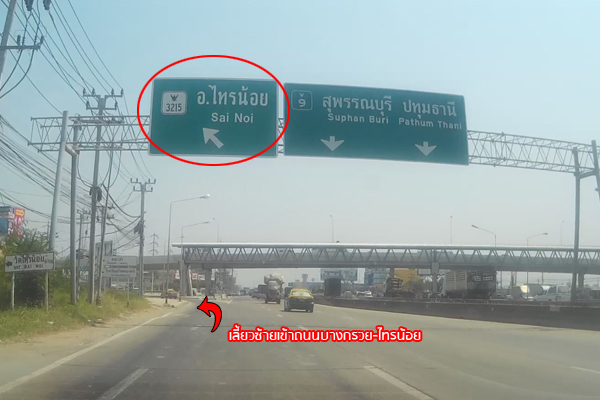 3215
อ.ไทรน้อย
Sai Noi
9
สุพรรณบุรี ปทุมธานี
Suphan Buri Pathum Thani
เลี้ยวซ้ายเข้าถนนบางกรวย-ไทรน้อย